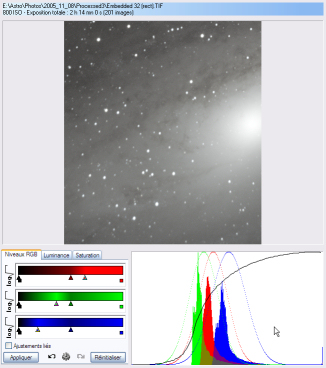 E:\Astro\Photos\2005_11_08\Processed3\Embedded 32 (rect).TIF
800 ISO - Exposition totale : 2 h 14 mn 0 s (201 images)
Niveaux RGB Luminance Saturation
log
log
log
Ajustements liés
Appliquer Réinitialiser